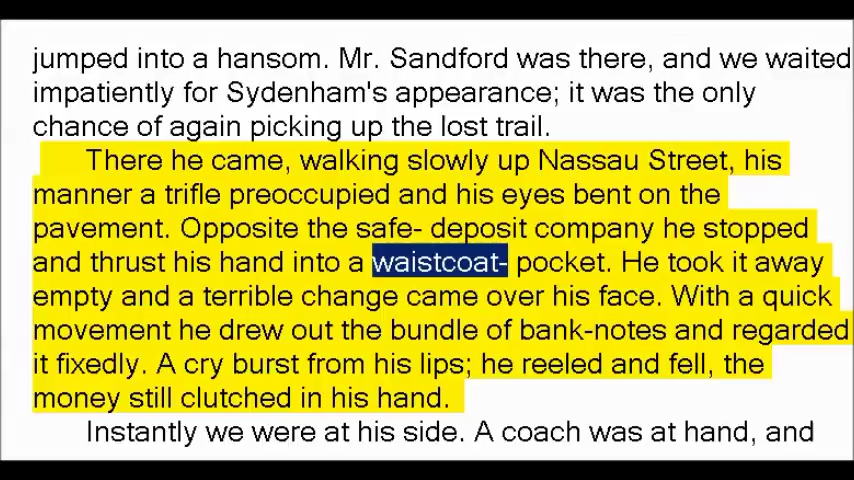 jumped into a hansom. Mr. Sandford was there, and we waited
impatiently for Sydenham's appearance; it was the only
chance of again picking up the lost trail.
There he came, walking slowly up Nassau Street, his
manner a trifle preoccupied and his eyes bent on the
pavement. Opposite the safe- deposit company he stopped
and thrust his hand into a waistcoat- pocket. He took it away
empty and a terrible change came over his face. With a quick
movement he drew out the bundle of bank-notes and regarded
it fixedly. A cry burst from his lips; he reeled and fell, the
money still clutched in his hand.
Instantly we were at his side. A coach was at hand, and